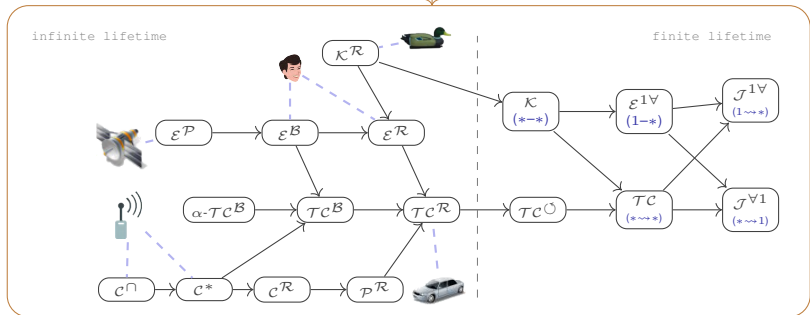 infinite lifetime
finite lifetime
𝒦^ℛ
𝒦
(*−*)
ℰ^{1∀}
(1−*)
𝒥^{1∀}
(1⇝*)
ℰ^𝒫
ℰ^ℬ
ℰ^ℛ
α-𝒯𝒞^ℬ
𝒯𝒞^ℬ
𝒯𝒞^ℛ
𝒯𝒞^↺
𝒯𝒞
(*⇝*)
𝒥^{∀1}
(*⇝1)
𝒞^∩
𝒞^*
𝒞^ℛ
𝒫^ℛ